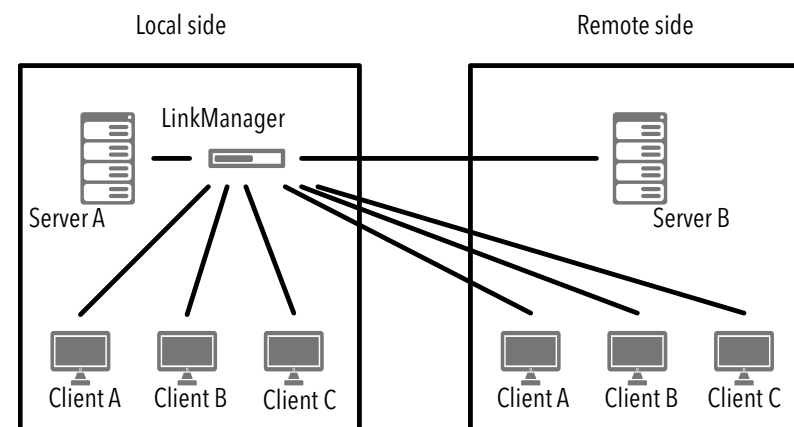 Local side
Remote side
LinkManager
Server A
Server B
Client A
Client B
Client C
Client A
Client B
Client C